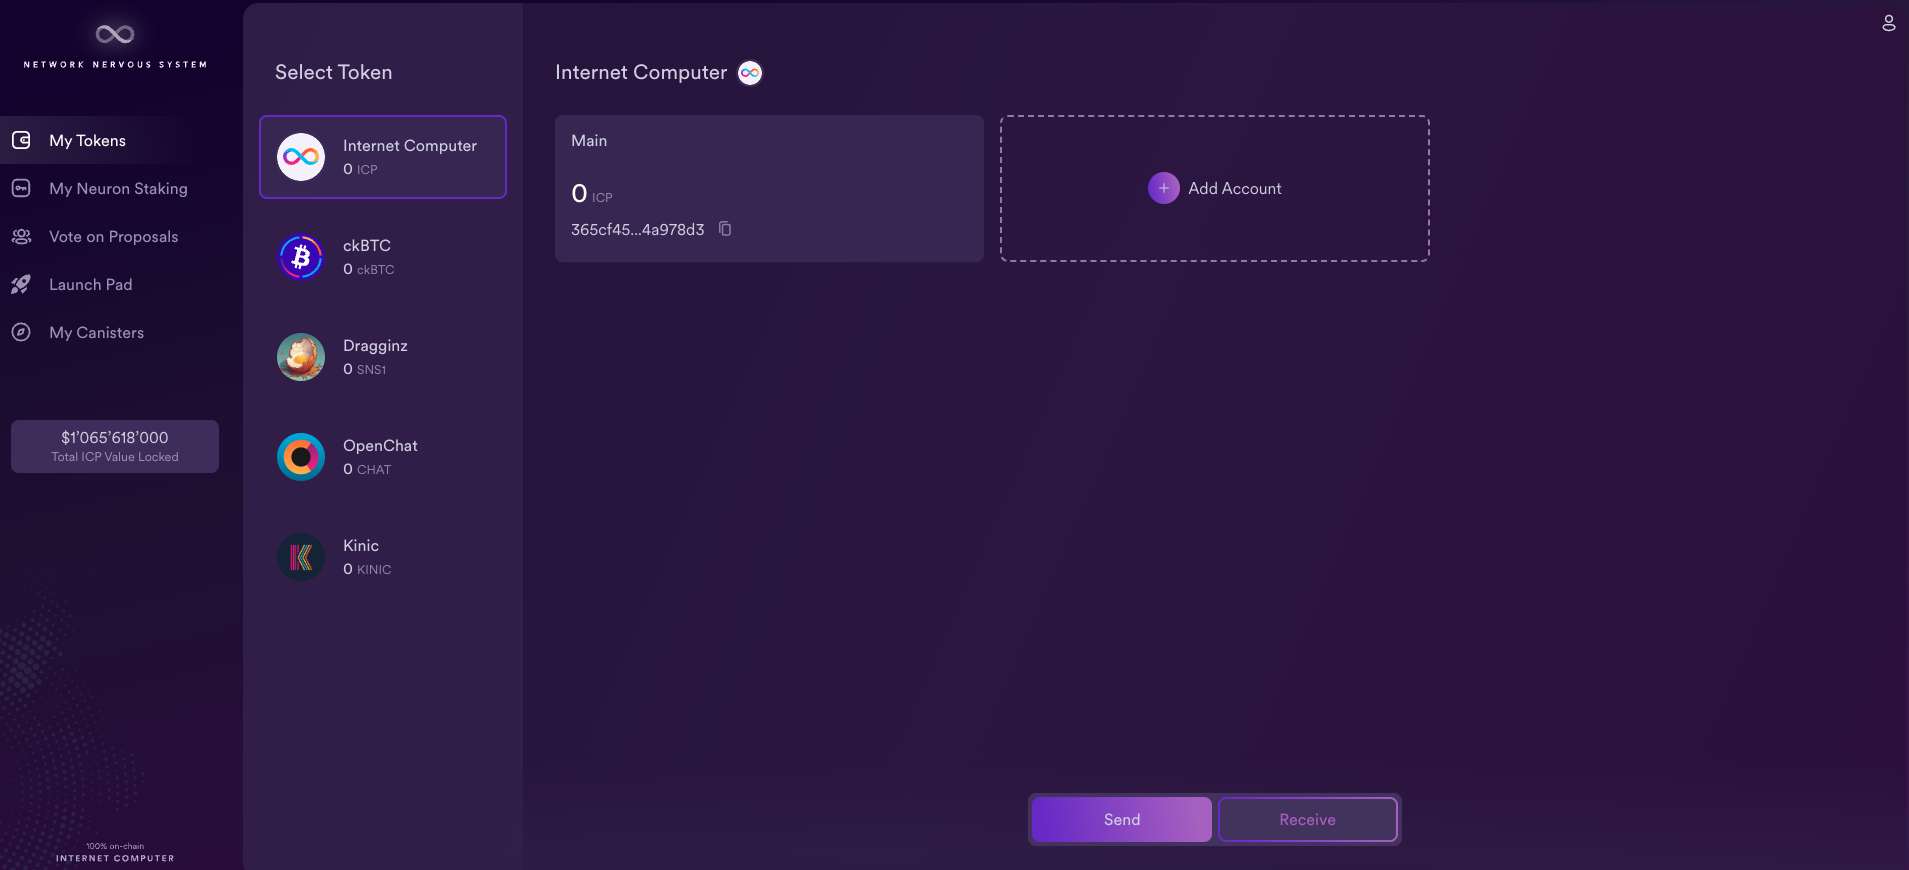 NETWORK NERVOUS SYSTEM
My Tokens
My Neuron Staking
Vote on Proposals
Launch Pad
My Canisters
$1’065’618’000
Total ICP Value Locked
100% on-chain
INTERNET COMPUTER
Select Token
Internet Computer
0 ICP
ckBTC
0 ckBTC
Dragginz
0 SNS1
OpenChat
0 CHAT
Kinic
0 KINIC
Internet Computer
Main
0 ICP
365cf45...4a978d3
Add Account
Send
Receive